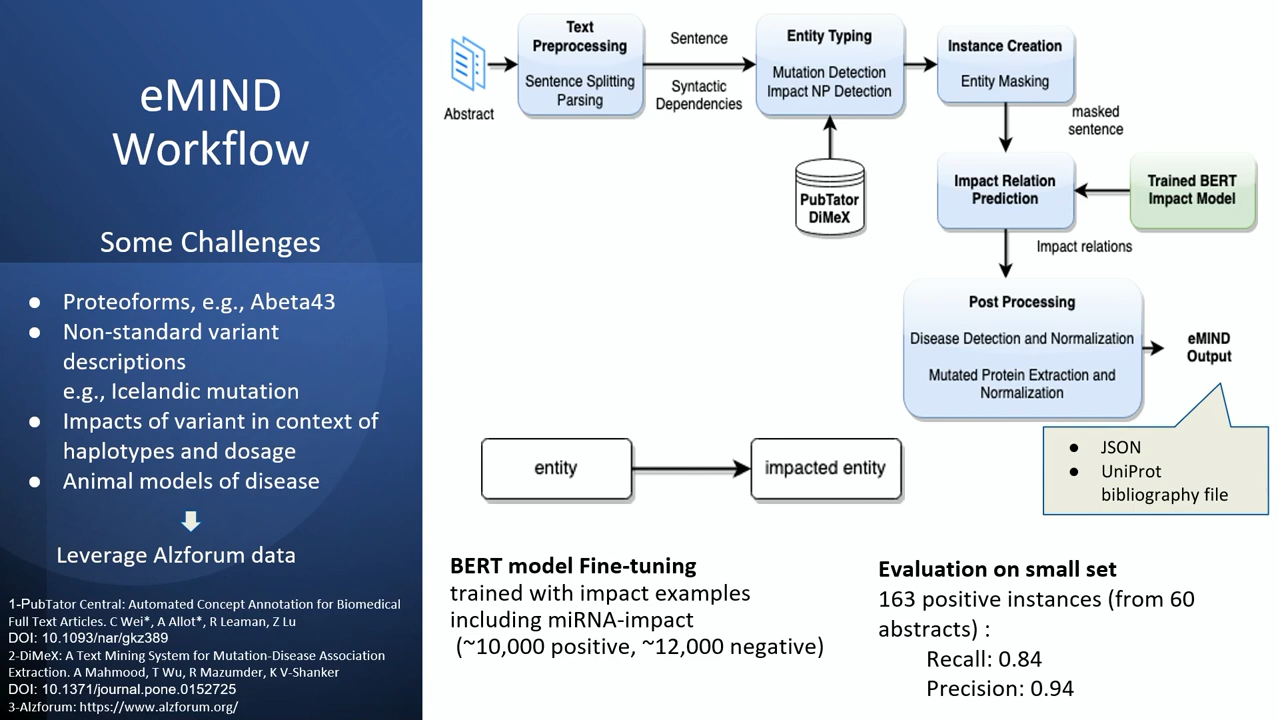 eMIND
Workflow
Some Challenges
● Proteoforms, e.g., Abeta43
● Non-standard variant
descriptions
e.g., Icelandic mutation
● Impacts of variant in context of
haplotypes and dosage
● Animal models of disease
Leverage Alzforum data
1-PubTator Central: Automated Concept Annotation for Biomedical
Full Text Articles. C Wei*, A Allot*, R Leaman, Z Lu
DOI: 10.1093/nar/gkz389
2-DiMeX: A Text Mining System for Mutation-Disease Association
Extraction. A Mahmood, T Wu, R Mazumder, K V-Shanker
DOI: 10.1371/journal.pone.0152725
3-Alzforum: https://www.alzforum.org/
Abstract
Text
Preprocessing
Sentence Splitting
Parsing
Sentence
Syntactic
Dependencies
Entity Typing
Mutation Detection
Impact NP Detection
PubTator
DiMeX
Instance Creation
Entity Masking
masked
sentence
Impact Relation
Prediction
Trained BERT
Impact Model
Impact relations
Post Processing
Disease Detection and Normalization
Mutated Protein Extraction and
Normalization
eMIND
Output
● JSON
● UniProt
bibliography file
entity
impacted entity
BERT model Fine-tuning
trained with impact examples
including miRNA-impact
(~10,000 positive, ~12,000 negative)
Evaluation on small set
163 positive instances (from 60
abstracts) :
Recall: 0.84
Precision: 0.94